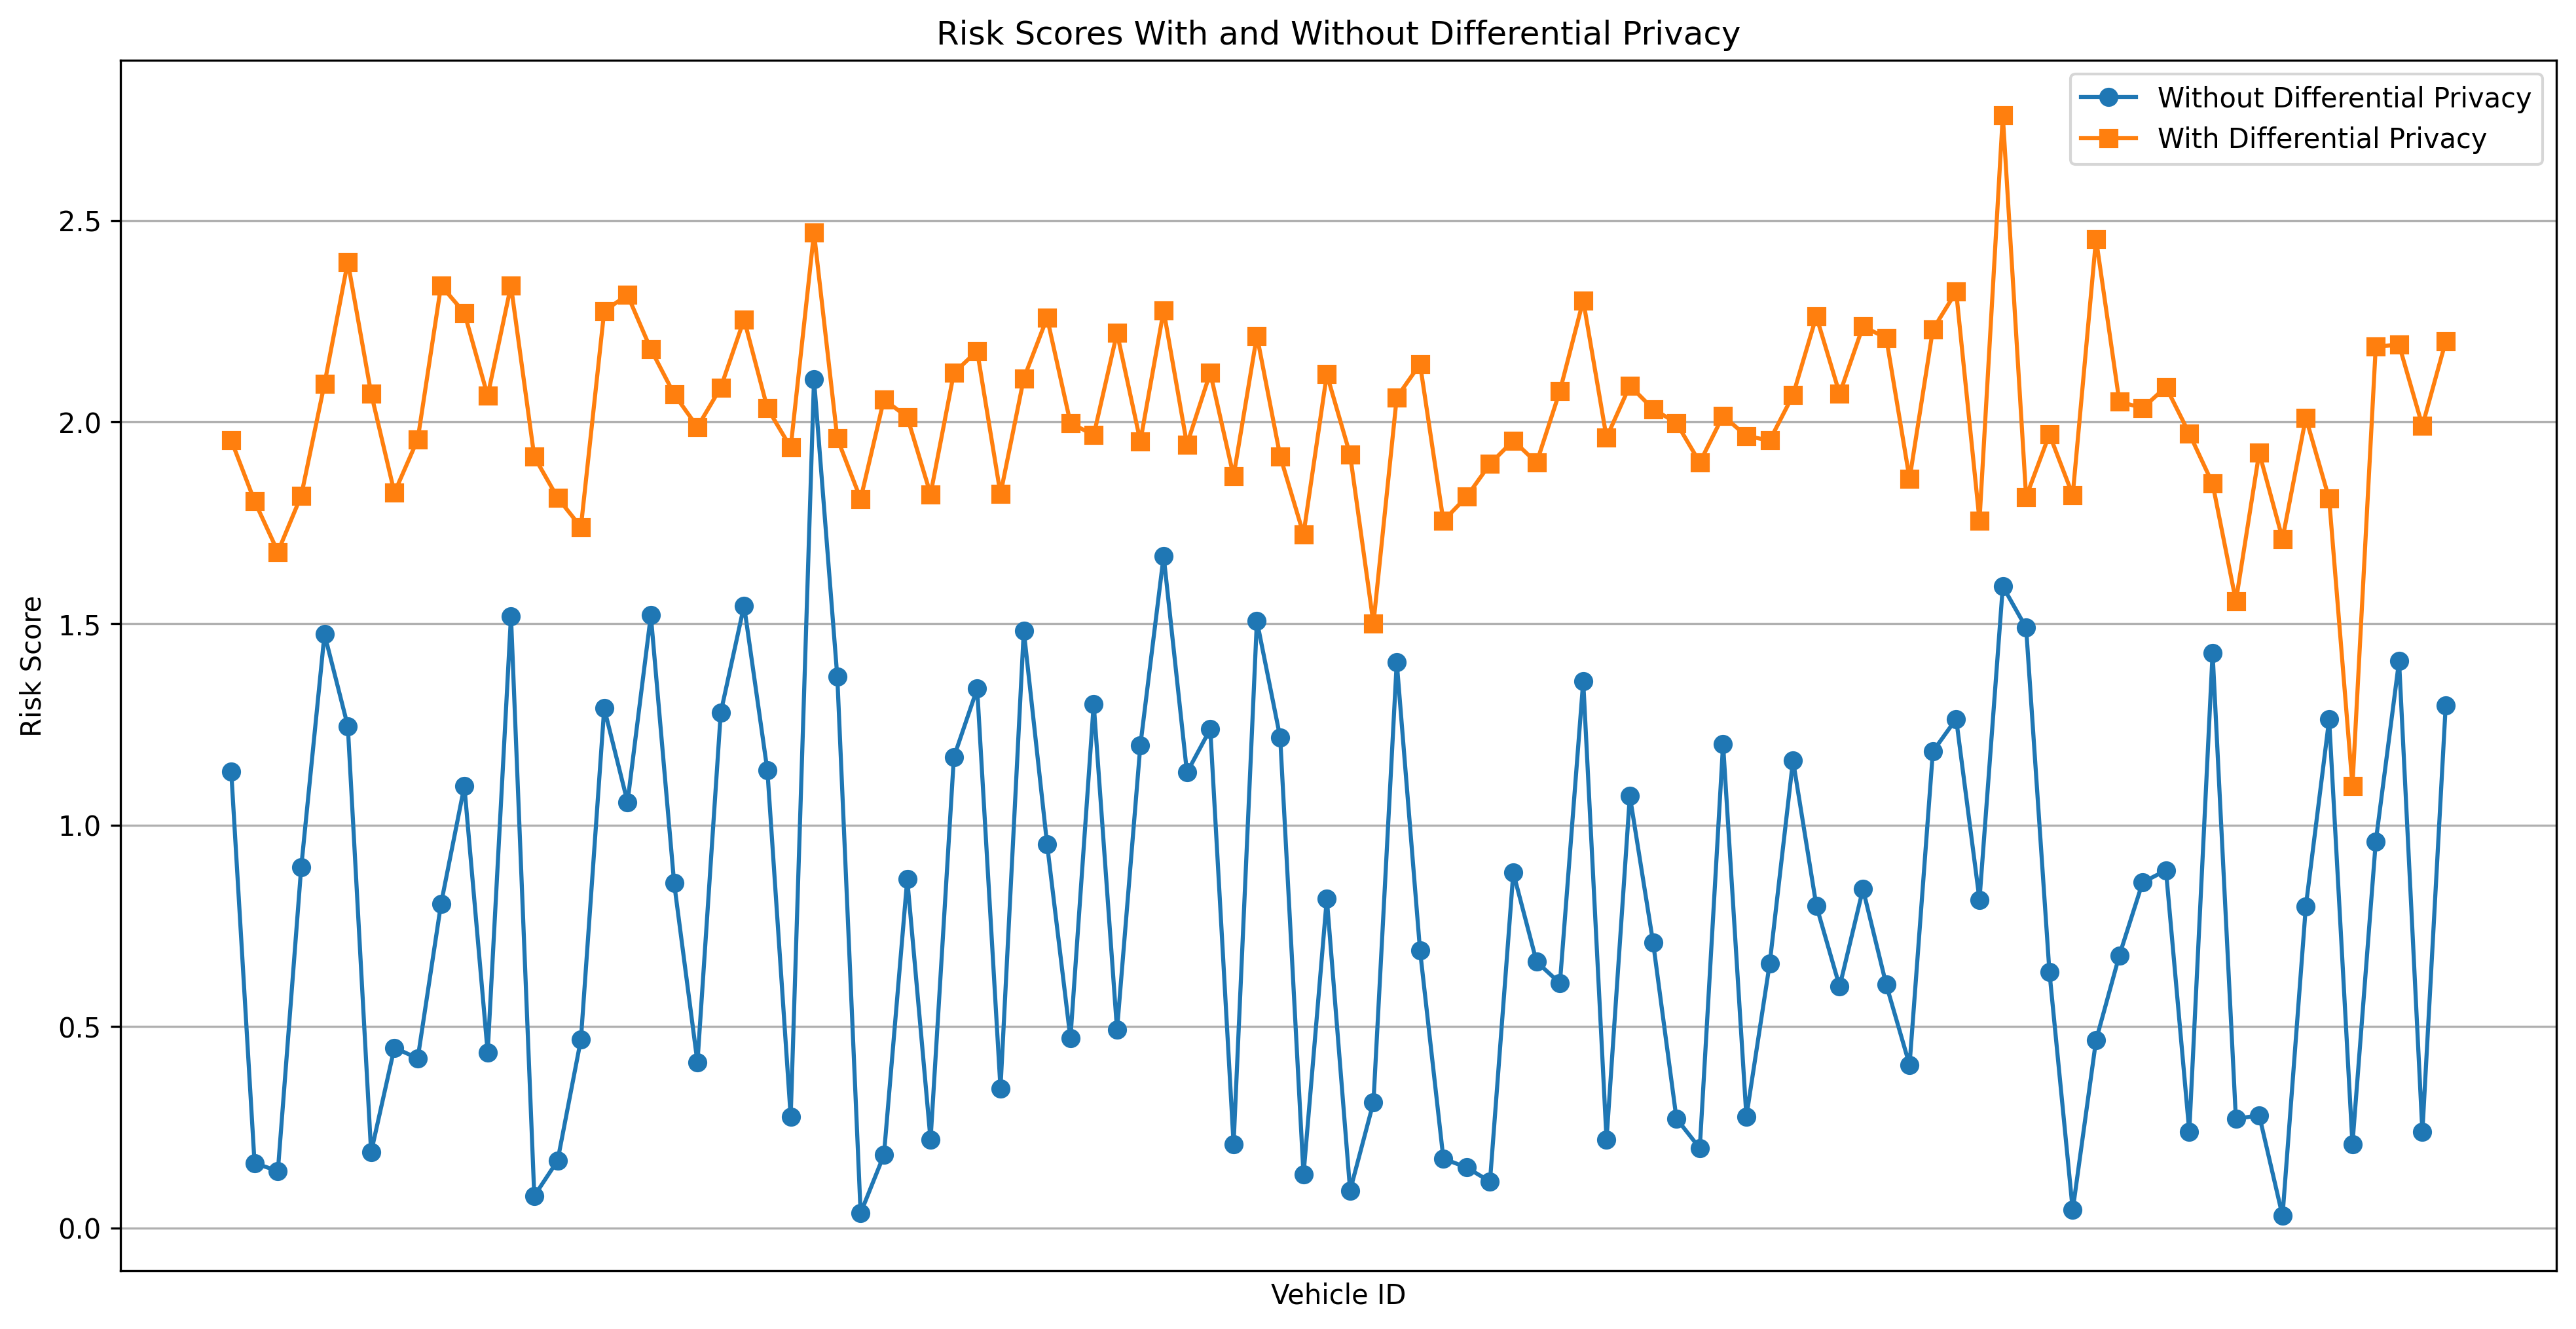 Risk Scores With and Without Differential Privacy
Without Differential Privacy
With Differential Privacy
2.5
2.0
1.5
1.0
0.5
0.0
Risk Score
Vehicle ID